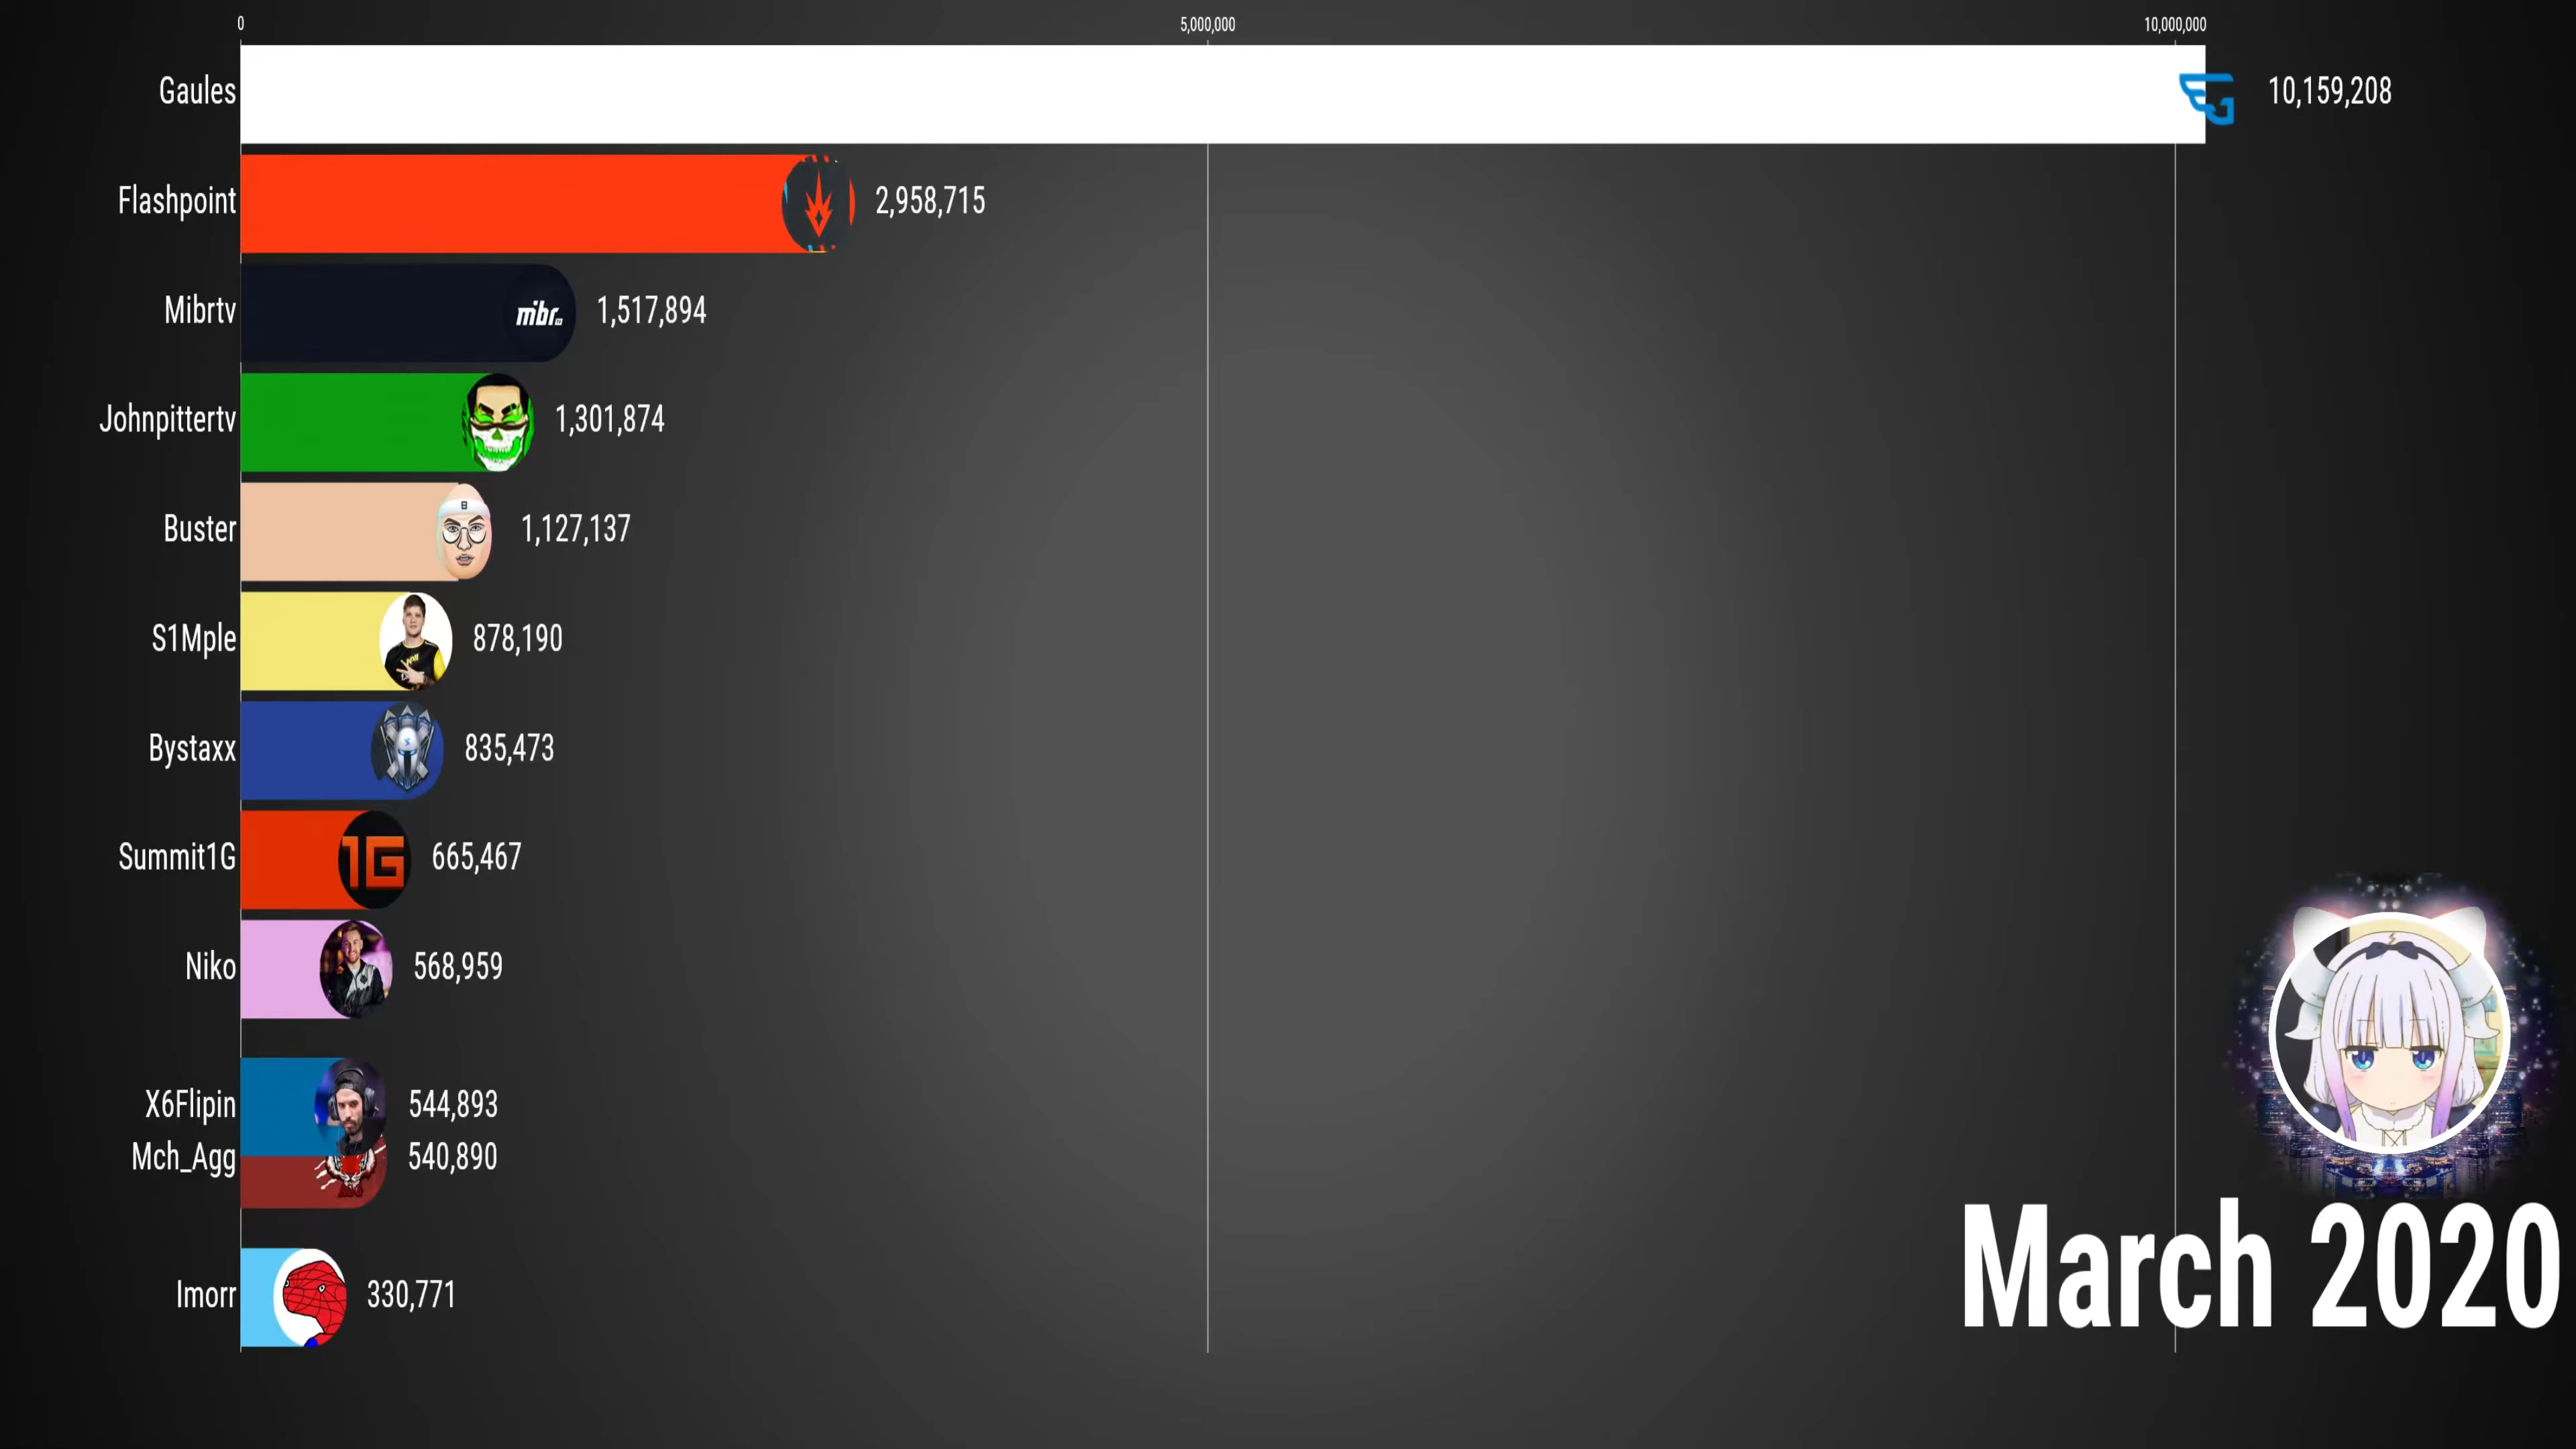 0 5,000,000 10,000,000
Gaules 10,159,208
Flashpoint 2,958,715
Mibrtv mibr. 1,517,894
Johnpittertv 1,301,874
Buster B 1,127,137
S1Mple 878,190
Bystaxx 835,473
Summit1G 1G 665,467
Niko 568,959
X6Flipin 544,893
Mch_Agg 540,890
Imorr 330,771
March 2020